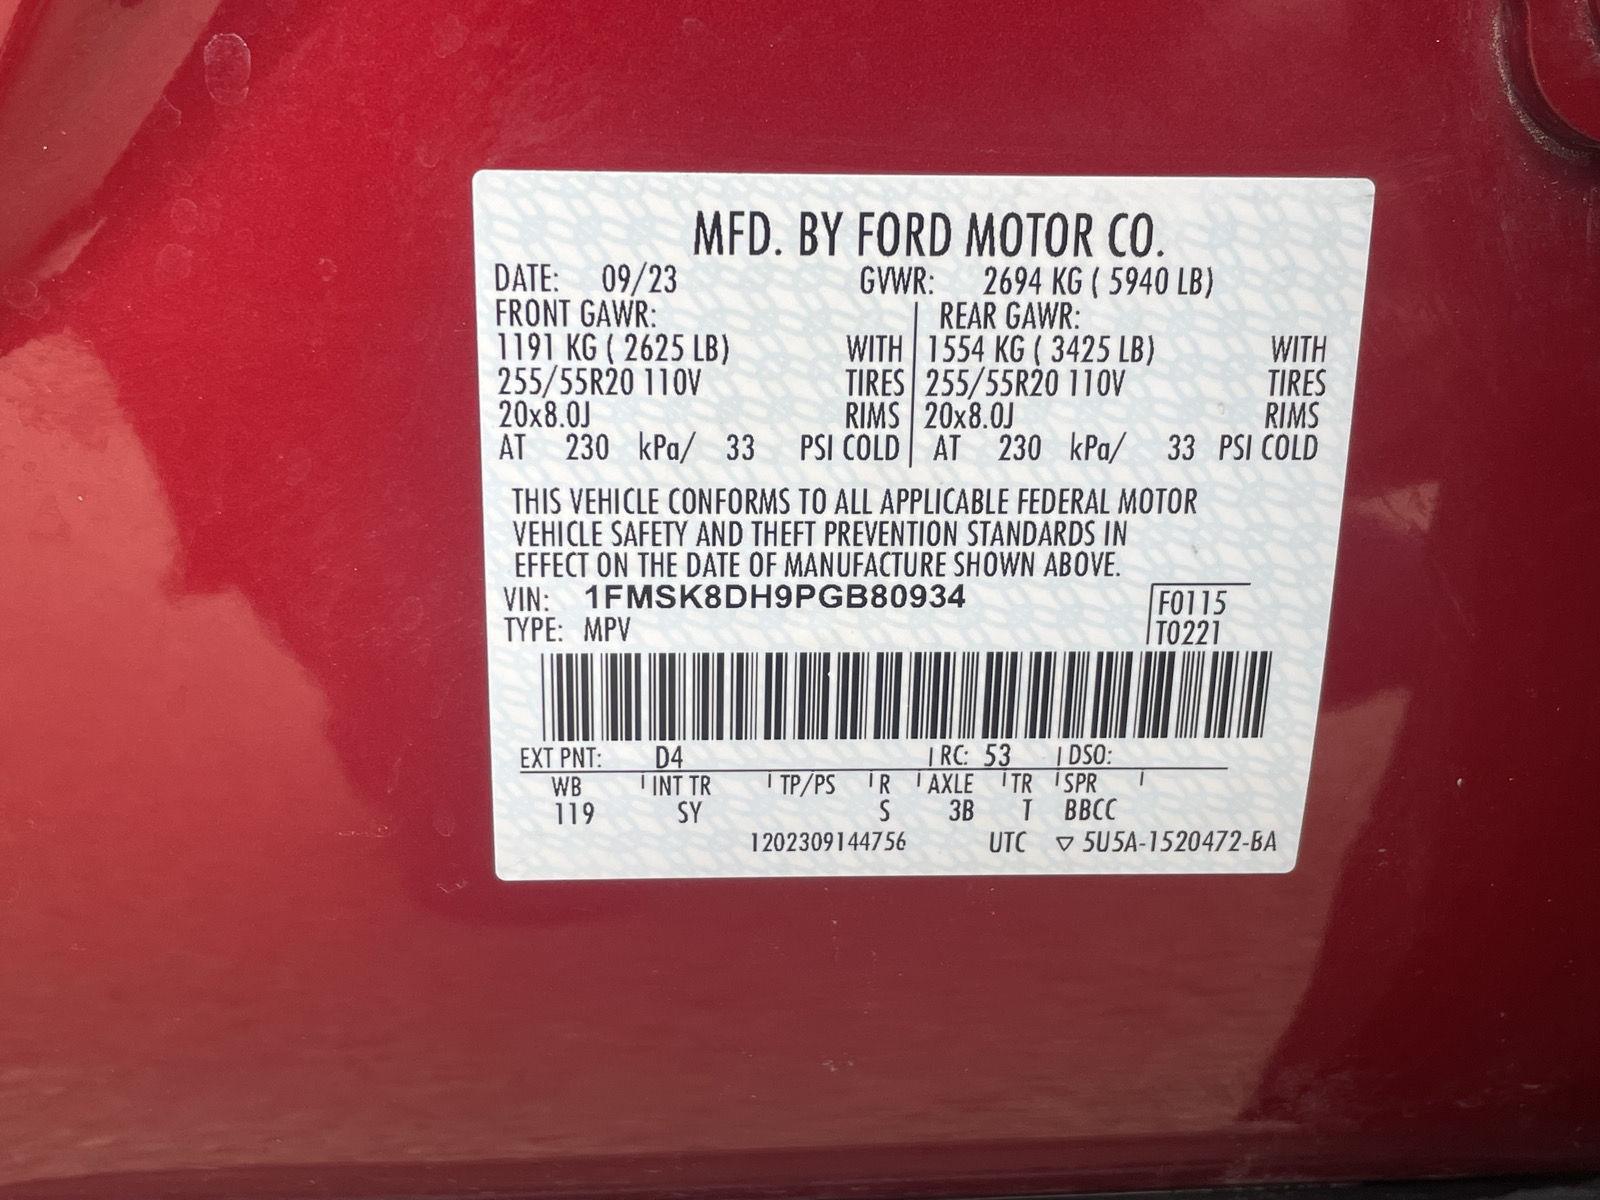 MFD. BY FORD MOTOR CO.
DATE: 09/23 GVWR: 2694 KG ( 5940 LB)
FRONT GAWR: REAR GAWR:
1191 KG ( 2625 LB) WITH 1554 KG ( 3425 LB) WITH
255/55R20 110V TIRES 255/55R20 110V TIRES
20x8.0J RIMS 20x8.0J RIMS
AT 230 kPa/ 33 PSI COLD AT 230 kPa/ 33 PSI COLD
THIS VEHICLE CONFORMS TO ALL APPLICABLE FEDERAL MOTOR
VEHICLE SAFETY AND THEFT PREVENTION STANDARDS IN
EFFECT ON THE DATE OF MANUFACTURE SHOWN ABOVE.
VIN: 1FMSK8DH9PGB80934 F0115
TYPE: MPV T0221
EXT PNT: D4 RC: 53 DSO:
WB INT TR TP/PS R AXLE TR SPR
119 SY S 3B T BBCC
1202309144756 UTC ▽ 5U5A-1520472-BA